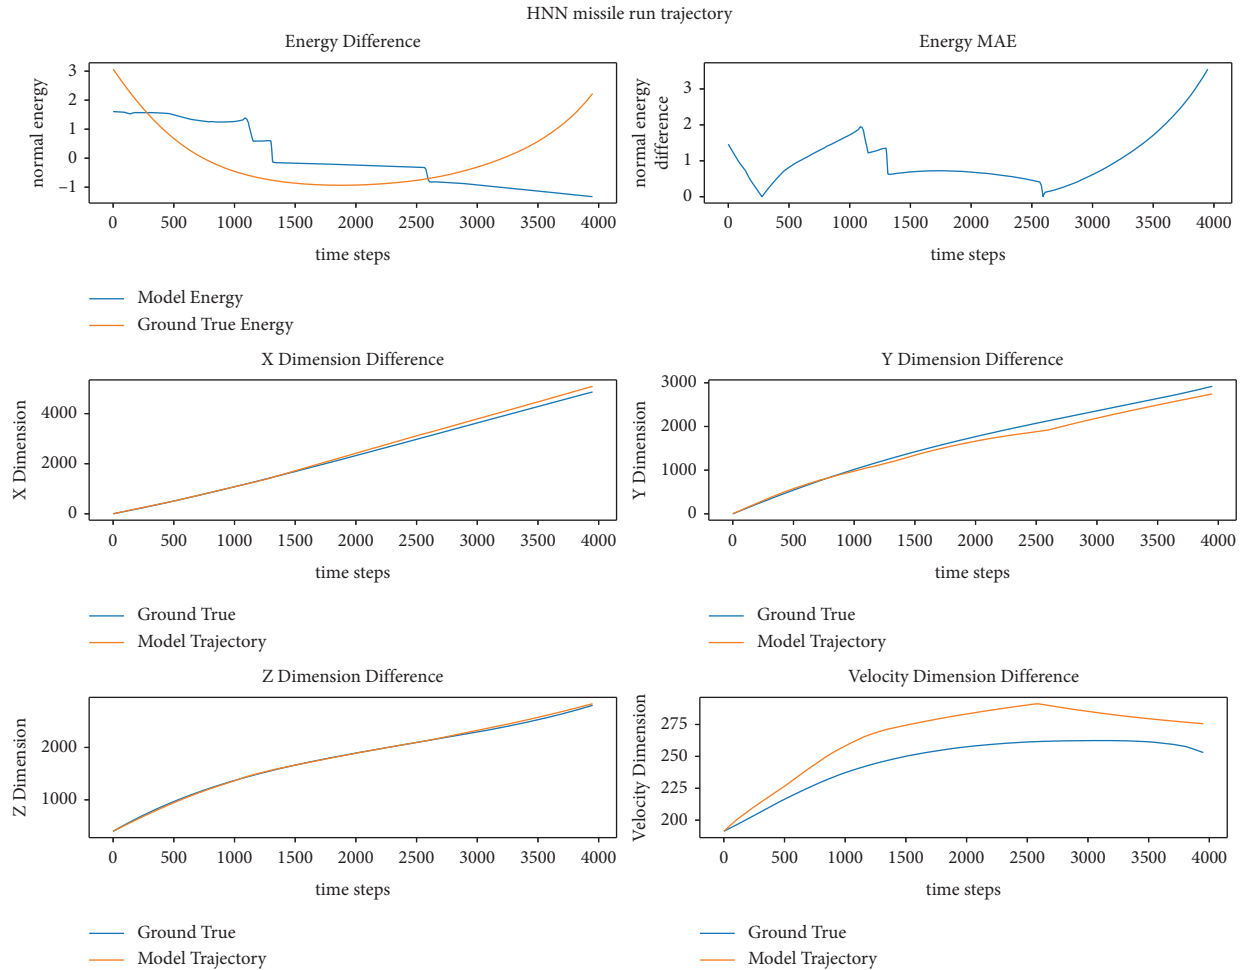 HNN missile run trajectory
Energy Difference
normal energy
3
2
1
0
−1
0 500 1000 1500 2000 2500 3000 3500 4000
time steps
Model Energy
Ground True Energy
Energy MAE
normal energy
difference
3
2
1
0
0 500 1000 1500 2000 2500 3000 3500 4000
time steps
X Dimension Difference
X Dimension
4000
2000
0
0 500 1000 1500 2000 2500 3000 3500 4000
time steps
Ground True
Model Trajectory
Y Dimension Difference
Y Dimension
3000
2000
1000
0
0 500 1000 1500 2000 2500 3000 3500 4000
time steps
Ground True
Model Trajectory
Z Dimension Difference
Z Dimension
2000
1000
0 500 1000 1500 2000 2500 3000 3500 4000
time steps
Ground True
Model Trajectory
Velocity Dimension Difference
Velocity Dimension
275
250
225
200
0 500 1000 1500 2000 2500 3000 3500 4000
time steps
Ground True
Model Trajectory